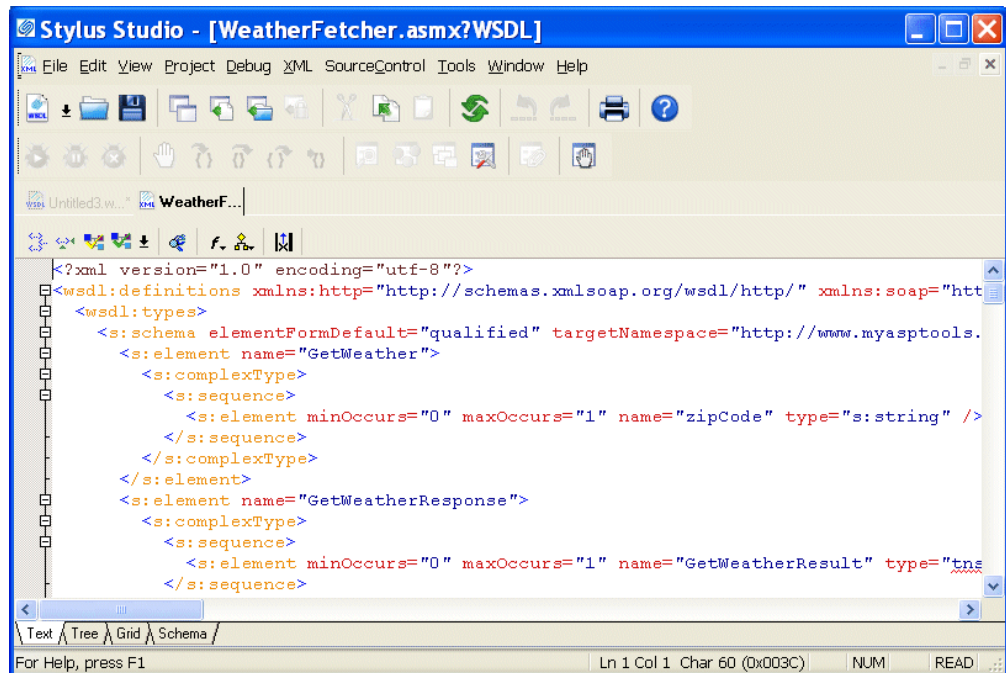 Stylus Studio - [WeatherFetcher.asmx?WSDL]
File Edit View Project Debug XML SourceControl Tools Window Help
Untitled3.w...* WeatherF...
<?xml version="1.0" encoding="utf-8"?>
<wsdl:definitions xmlns:http="http://schemas.xmlsoap.org/wsdl/http/" xmlns:soap="htt
<wsdl:types>
<s:schema elementFormDefault="qualified" targetNamespace="http://www.myasptools.
<s:element name="GetWeather">
<s:complexType>
<s:sequence>
<s:element minOccurs="0" maxOccurs="1" name="zipCode" type="s:string" />
</s:sequence>
</s:complexType>
</s:element>
<s:element name="GetWeatherResponse">
<s:complexType>
<s:sequence>
<s:element minOccurs="0" maxOccurs="1" name="GetWeatherResult" type="tns
</s:sequence>
Text Tree Grid Schema
For Help, press F1 Ln 1 Col 1 Char 60 (0x003C) NUM READ